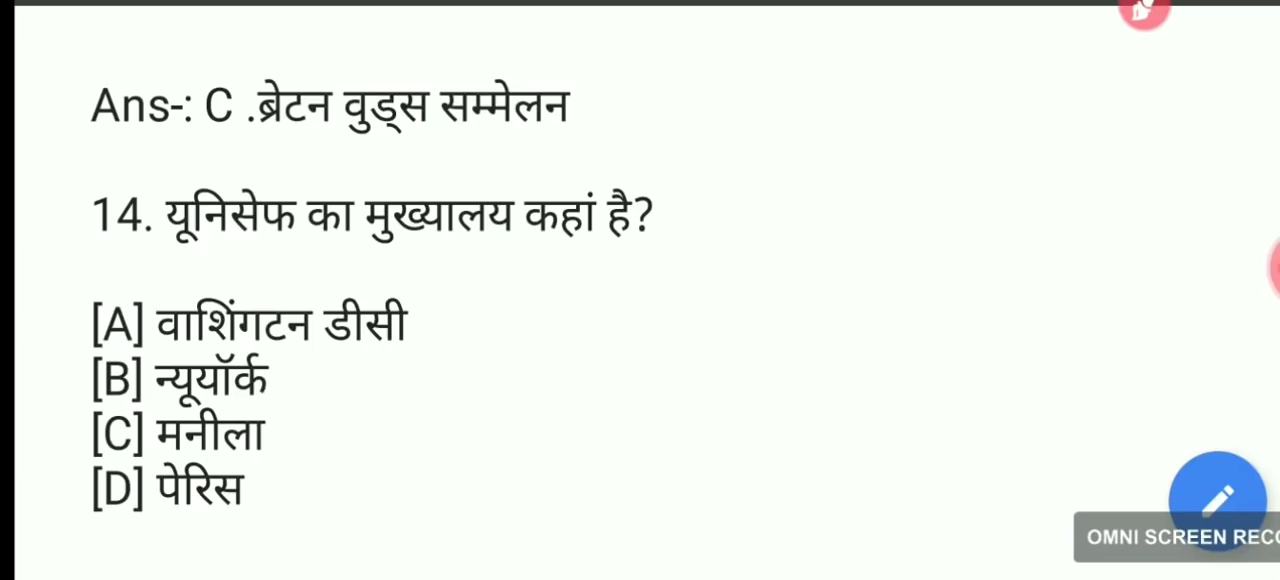 Ans-: C .ब्रेटन वुड्स सम्मेलन
14. यूनिसेफ का मुख्यालय कहां है?
[A] वाशिंगटन डीसी
[B] न्यूयॉर्क
[C] मनीला
[D] पेरिस
OMNI SCREEN REC